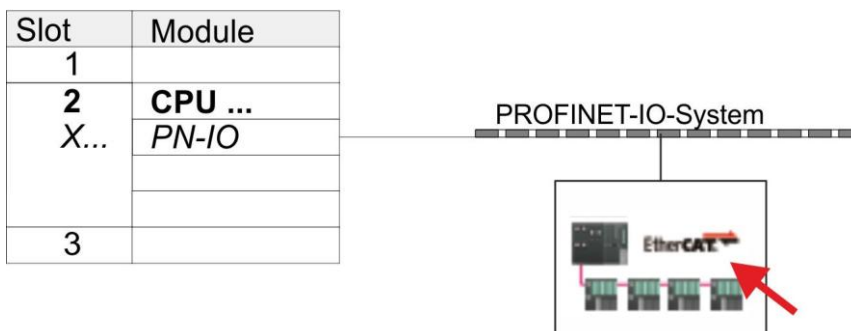 Slot Module
1
2 CPU ...
X... PN-IO
3
PROFINET-IO-System
EtherCAT